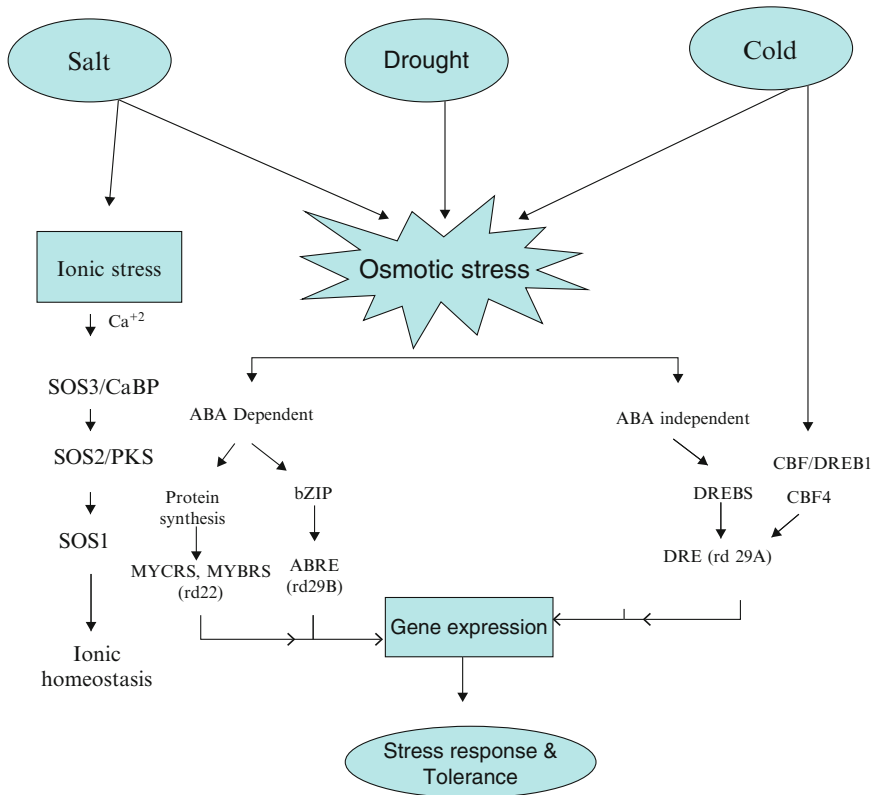 Salt
Drought
Cold
Ionic stress
Osmotic stress
Ca+2
SOS3/CaBP
ABA Dependent
ABA independent
SOS2/PKS
CBF/DREB1
Protein
synthesis
bZIP
DREBS
CBF4
SOS1
MYCRS, MYBRS
(rd22)
ABRE
(rd29B)
DRE (rd 29A)
Gene expression
Ionic
homeostasis
Stress response &
Tolerance